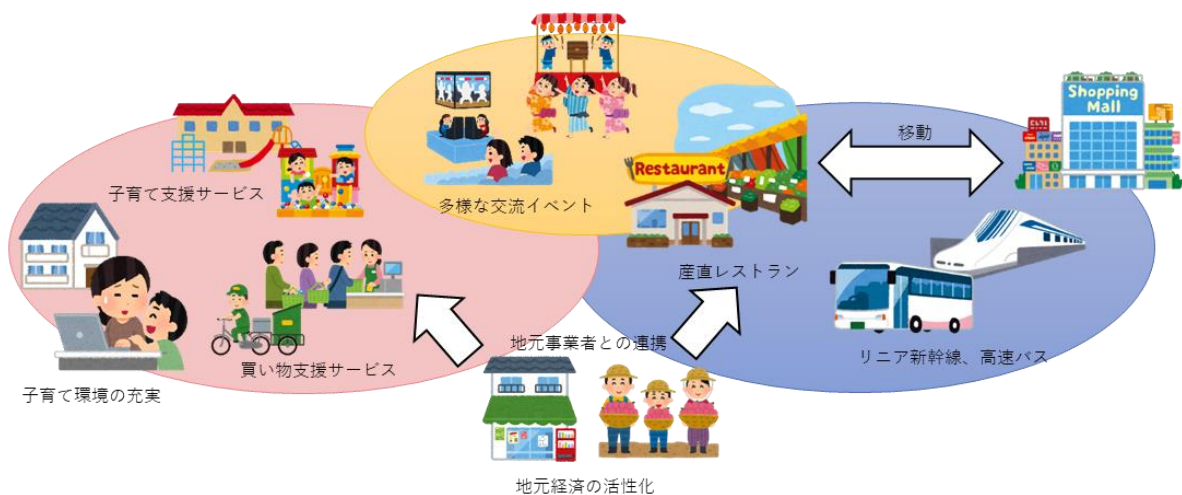 Shopping
Mall
移動
子育て支援サービス
多様な交流イベント
Restaurant
産直レストラン
買い物支援サービス
子育て環境の充実
地元事業者との連携
リニア新幹線、高速バス
地元経済の活性化